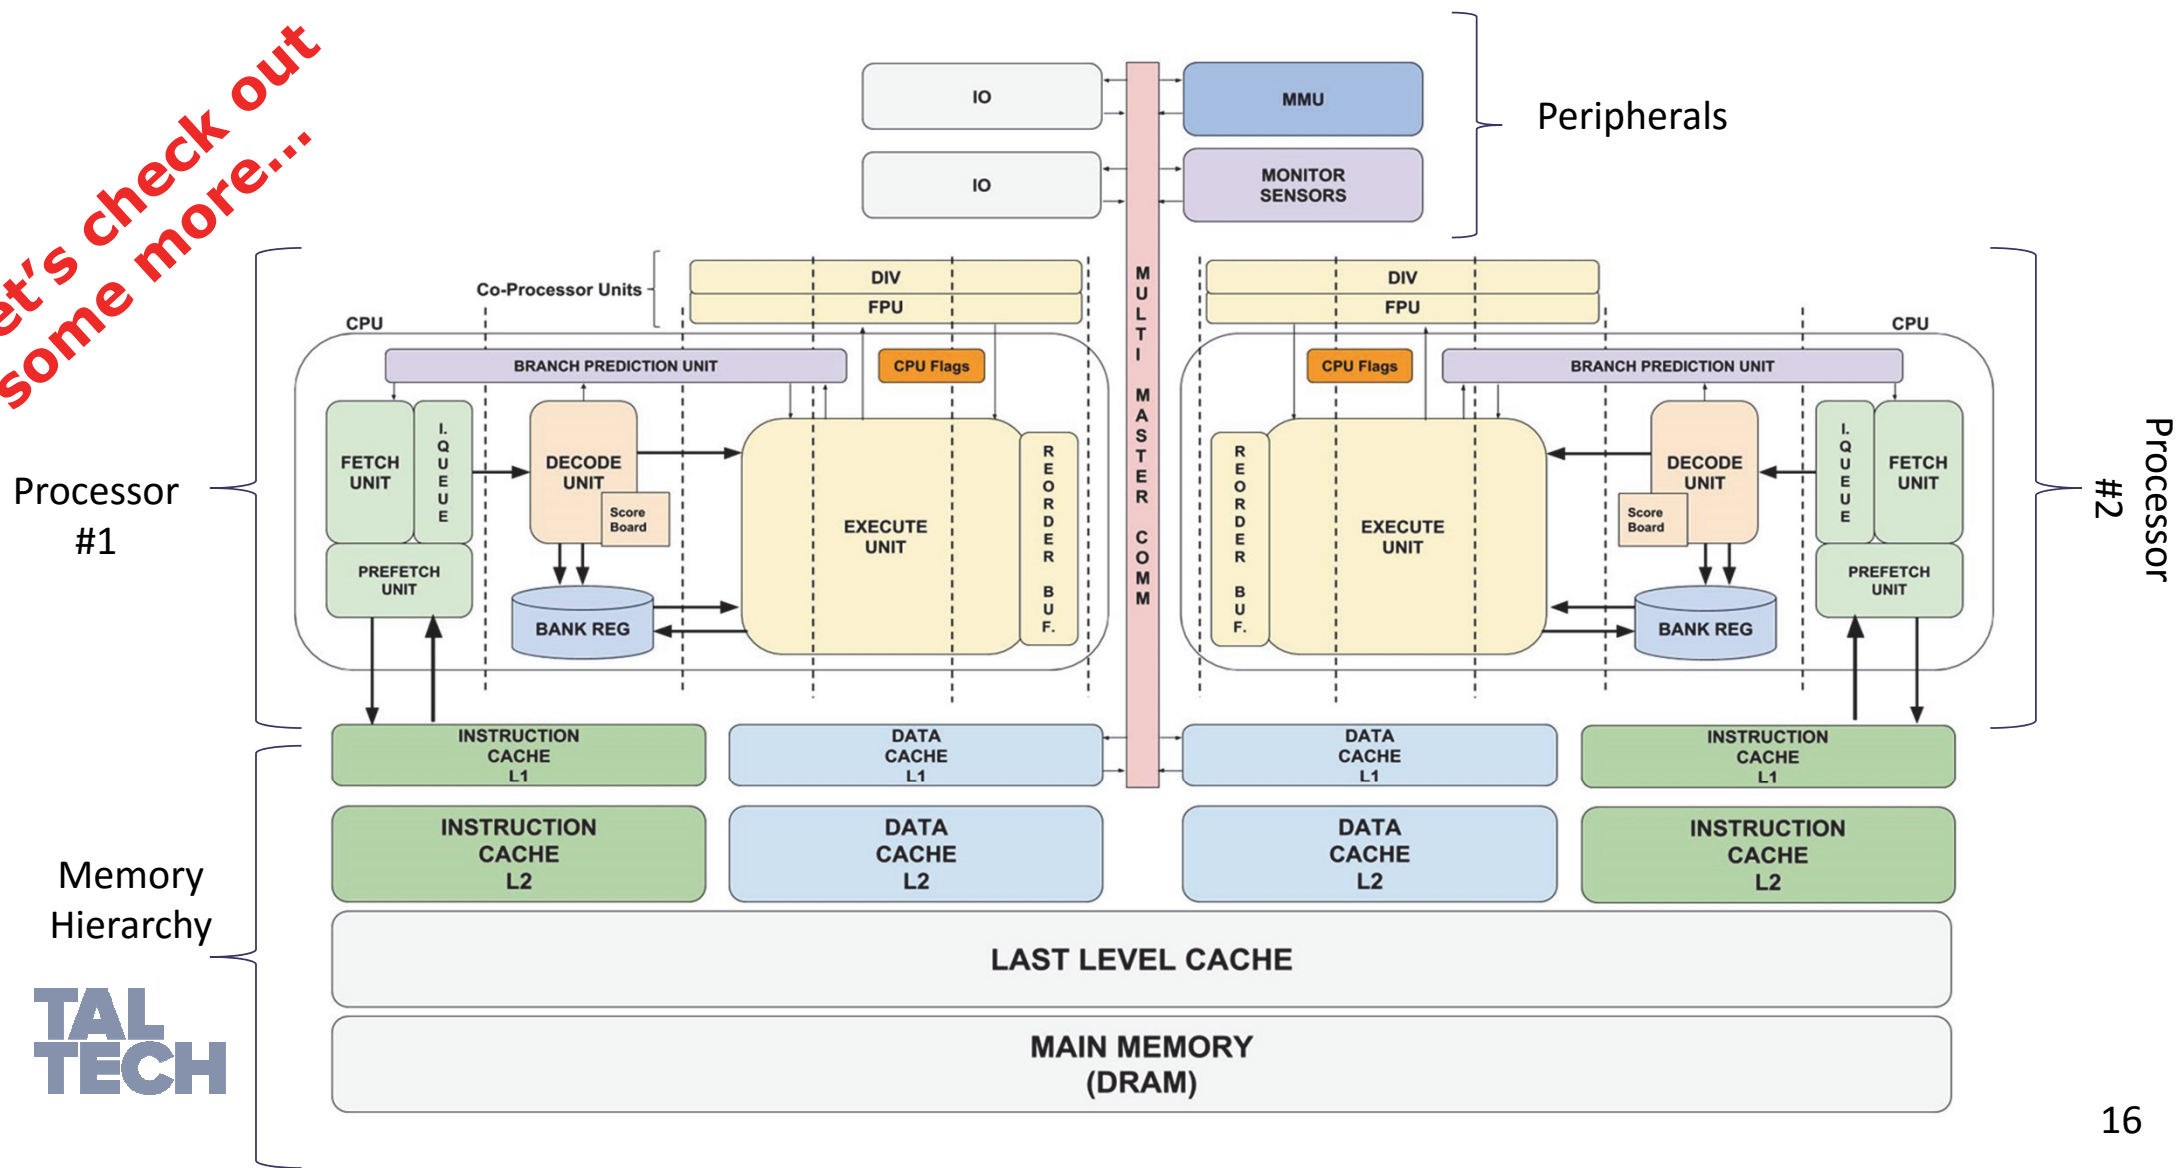 et’s check out
some more...
IO
MMU
IO
MONITOR
SENSORS
Peripherals
Co-Processor Units
DIV
FPU
DIV
FPU
MULTI MASTER COMM
Processor
#1
CPU
BRANCH PREDICTION UNIT
CPU Flags
FETCH
UNIT
I. QUEUE
DECODE
UNIT
Score
Board
EXECUTE
UNIT
REORDER BUF.
PREFETCH
UNIT
BANK REG
CPU
CPU Flags
BRANCH PREDICTION UNIT
REORDER BUF.
EXECUTE
UNIT
DECODE
UNIT
Score
Board
I. QUEUE
FETCH
UNIT
PREFETCH
UNIT
BANK REG
Processor
#2
Memory
Hierarchy
INSTRUCTION
CACHE
L1
DATA
CACHE
L1
DATA
CACHE
L1
INSTRUCTION
CACHE
L1
INSTRUCTION
CACHE
L2
DATA
CACHE
L2
DATA
CACHE
L2
INSTRUCTION
CACHE
L2
LAST LEVEL CACHE
MAIN MEMORY
(DRAM)
TAL
TECH
16